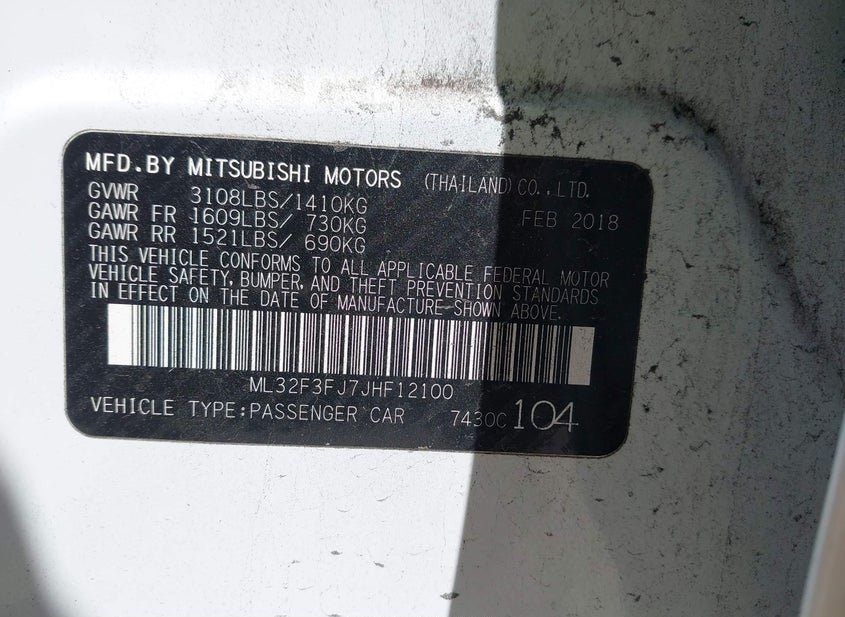 MFD.BY MITSUBISHI MOTORS (THAILAND) CO., LTD.
GVWR 3108LBS/1410KG FEB 2018
GAWR FR 1609LBS/ 730KG
GAWR RR 1521LBS/ 690KG
THIS VEHICLE CONFORMS TO ALL APPLICABLE FEDERAL MOTOR
VEHICLE SAFETY, BUMPER, AND THEFT PREVENTION STANDARDS
IN EFFECT ON THE DATE OF MANUFACTURE SHOWN ABOVE.
ML32F3FJ7JHF12100
VEHICLE TYPE:PASSENGER CAR 7430C 104